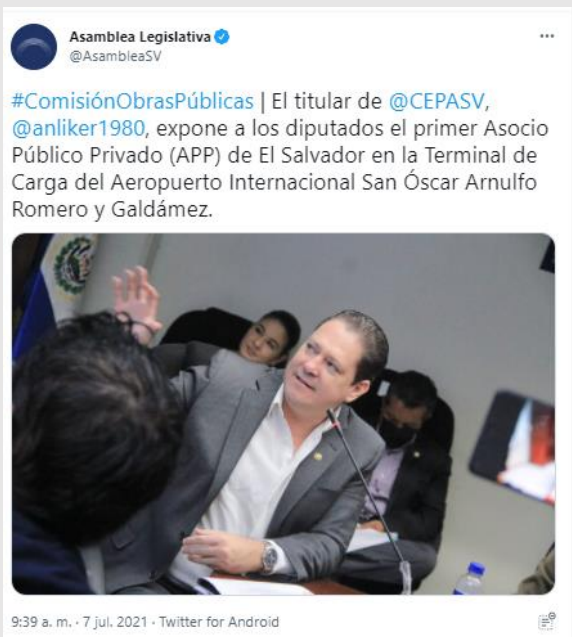 Asamblea Legislativa
@AsambleaSV
#ComisiónObrasPúblicas | El titular de @CEPASV,
@anliker1980, expone a los diputados el primer Asocio
Público Privado (APP) de El Salvador en la Terminal de
Carga del Aeropuerto Internacional San Óscar Arnulfo
Romero y Galdámez.
9:39 a. m. · 7 jul. 2021 · Twitter for Android